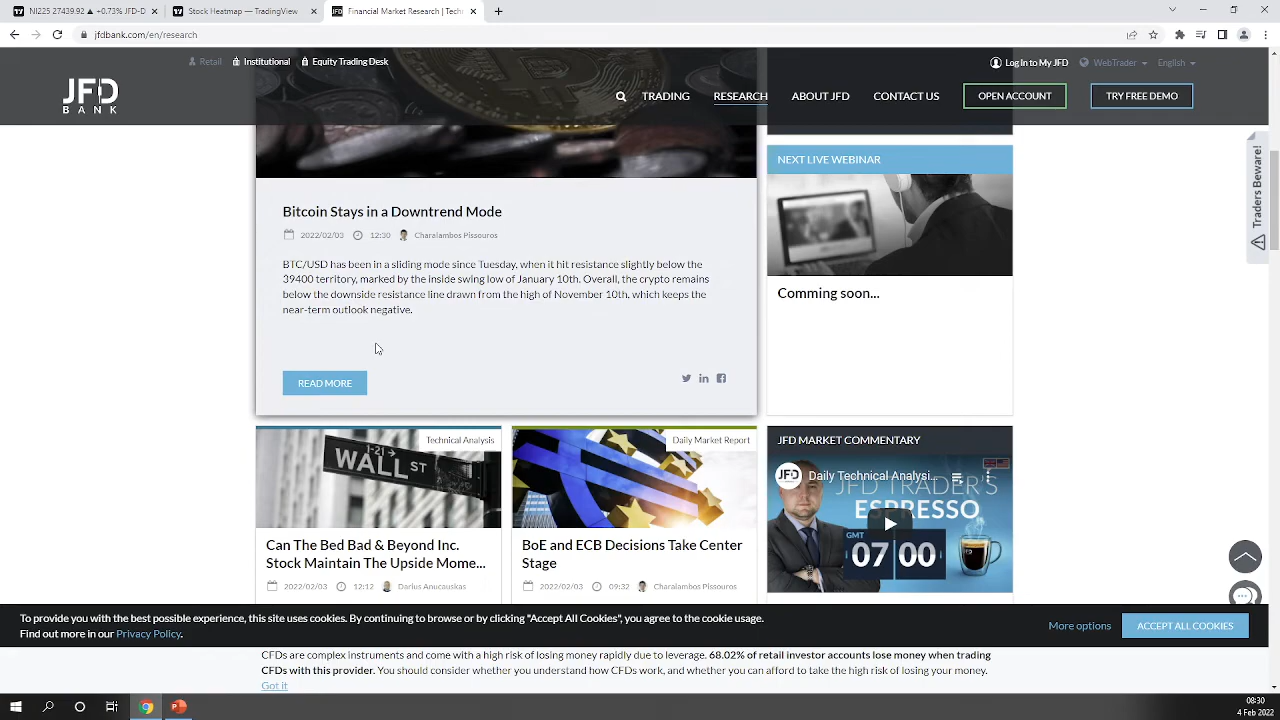 NI225 27439.92 ▲ +0.73% JFD-D
Stock Heatmap — TradingView
Financial Market Research | Tech
jfdbank.com/en/research
Retail
Institutional
Equity Trading Desk
Log In to My JFD
WebTrader
English
JFD
BANK
TRADING
RESEARCH
ABOUT JFD
CONTACT US
OPEN ACCOUNT
TRY FREE DEMO
Traders Beware!
Bitcoin Stays in a Downtrend Mode
2022/02/03 12:30 Charalambos Pissouros
BTC/USD has been in a sliding mode since Tuesday, when it hit resistance slightly below the
39400 territory, marked by the inside swing low of January 10th. Overall, the crypto remains
below the downside resistance line drawn from the high of November 10th, which keeps the
near-term outlook negative.
READ MORE
NEXT LIVE WEBINAR
Comming soon...
Technical Analysis
1-21
WALL ST
Can The Bed Bad & Beyond Inc.
Stock Maintain The Upside Mome...
2022/02/03 12:12 Darius Anucauskas
Daily Market Report
BoE and ECB Decisions Take Center
Stage
2022/02/03 09:32 Charalambos Pissouros
JFD MARKET COMMENTARY
JFD
Daily Technical Analysi...
JFD TRADER'S
ESPRESSO
GMT
07 00
To provide you with the best possible experience, this site uses cookies. By continuing to browse or by clicking "Accept All Cookies", you agree to the cookie usage.
Find out more in our Privacy Policy.
More options
ACCEPT ALL COOKIES
CFDs are complex instruments and come with a high risk of losing money rapidly due to leverage. 68.02% of retail investor accounts lose money when trading
CFDs with this provider. You should consider whether you understand how CFDs work, and whether you can afford to take the high risk of losing your money.
Got it
08:30
4 Feb 2022